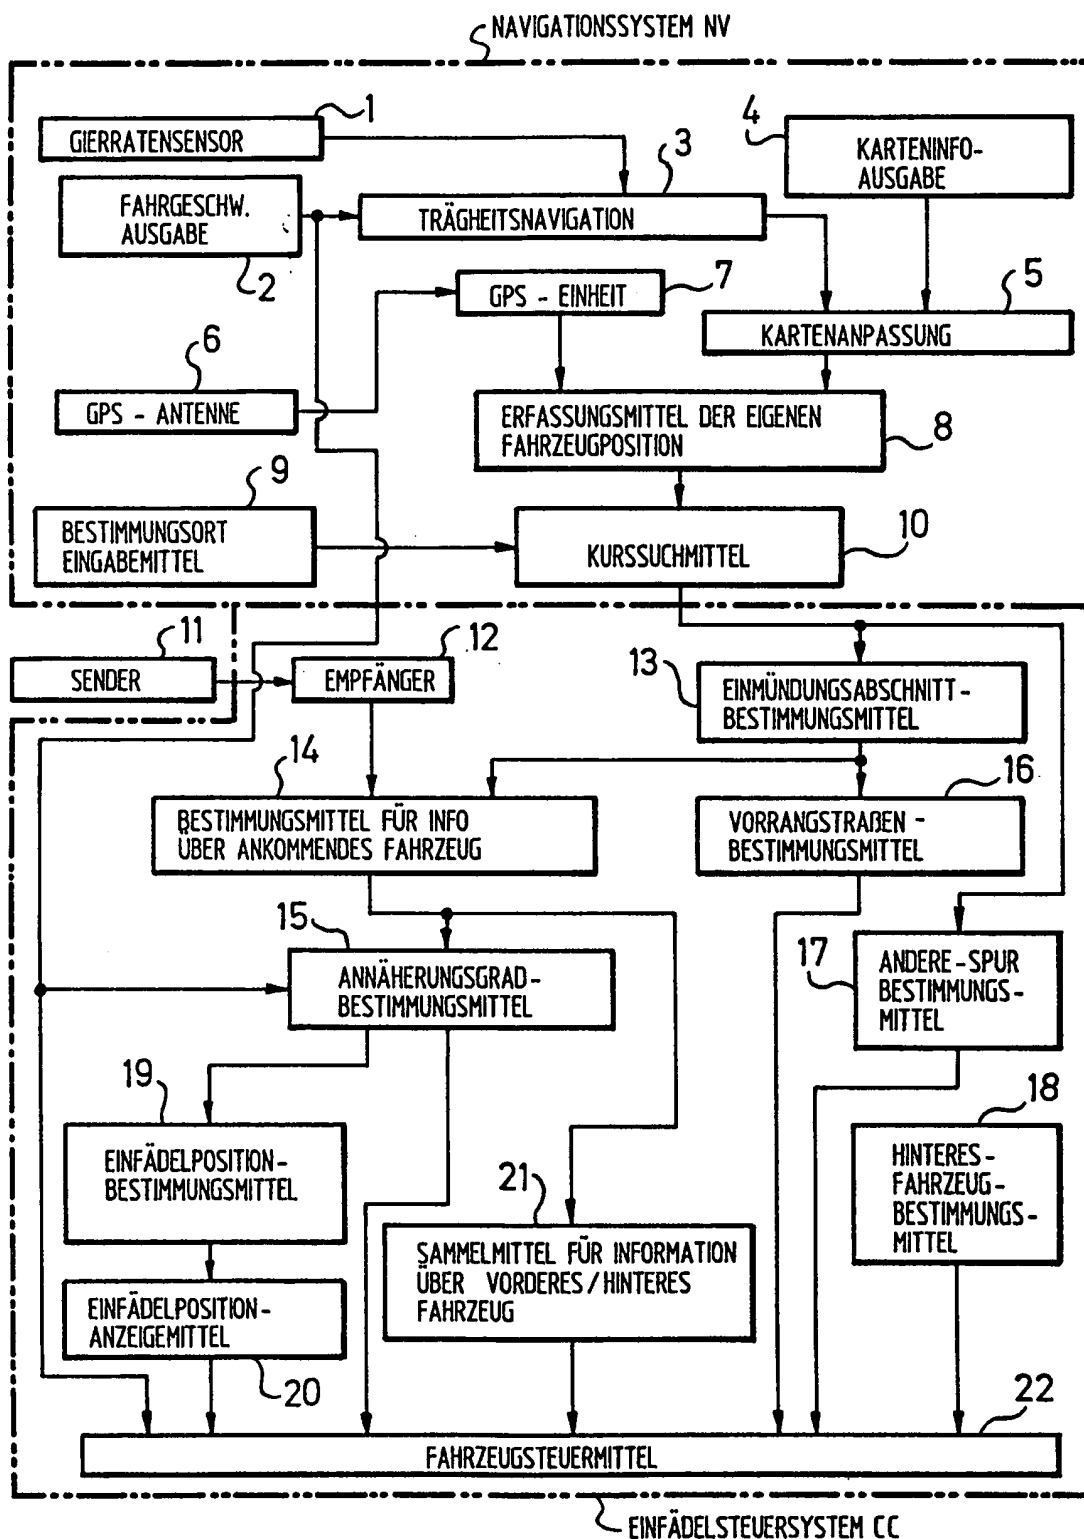 NAVIGATIONSSYSTEM NV
1
GIERRATENSENSOR
4
KARTENINFO-
AUSGABE
3
FAHRGESCHW.
AUSGABE
2
TRÄGHEITSNAVIGATION
7
GPS - EINHEIT
5
KARTENANPASSUNG
6
GPS - ANTENNE
ERFASSUNGSMITTEL DER EIGENEN
FAHRZEUGPOSITION
8
9
BESTIMMUNGSORT
EINGABEMITTEL
KURSSUCHMITTEL
10
11
SENDER
12
EMPFÄNGER
13
EINMÜNDUNGSABSCHNITT-
BESTIMMUNGSMITTEL
14
BESTIMMUNGSMITTEL FÜR INFO
ÜBER ANKOMMENDES FAHRZEUG
16
VORRANGSTRAßEN-
BESTIMMUNGSMITTEL
15
ANNÄHERUNGSGRAD-
BESTIMMUNGSMITTEL
17
ANDERE-SPUR
BESTIMMUNGS-
MITTEL
19
EINFÄDELPOSITION-
BESTIMMUNGSMITTEL
18
HINTERES-
FAHRZEUG-
BESTIMMUNGS-
MITTEL
21
SAMMELMITTEL FÜR INFORMATION
ÜBER VORDERES/HINTERES
FAHRZEUG
EINFÄDELPOSITION-
ANZEIGEMITTEL
20
22
FAHRZEUGSTEUERMITTEL
EINFÄDELSTEUERSYSTEM CC